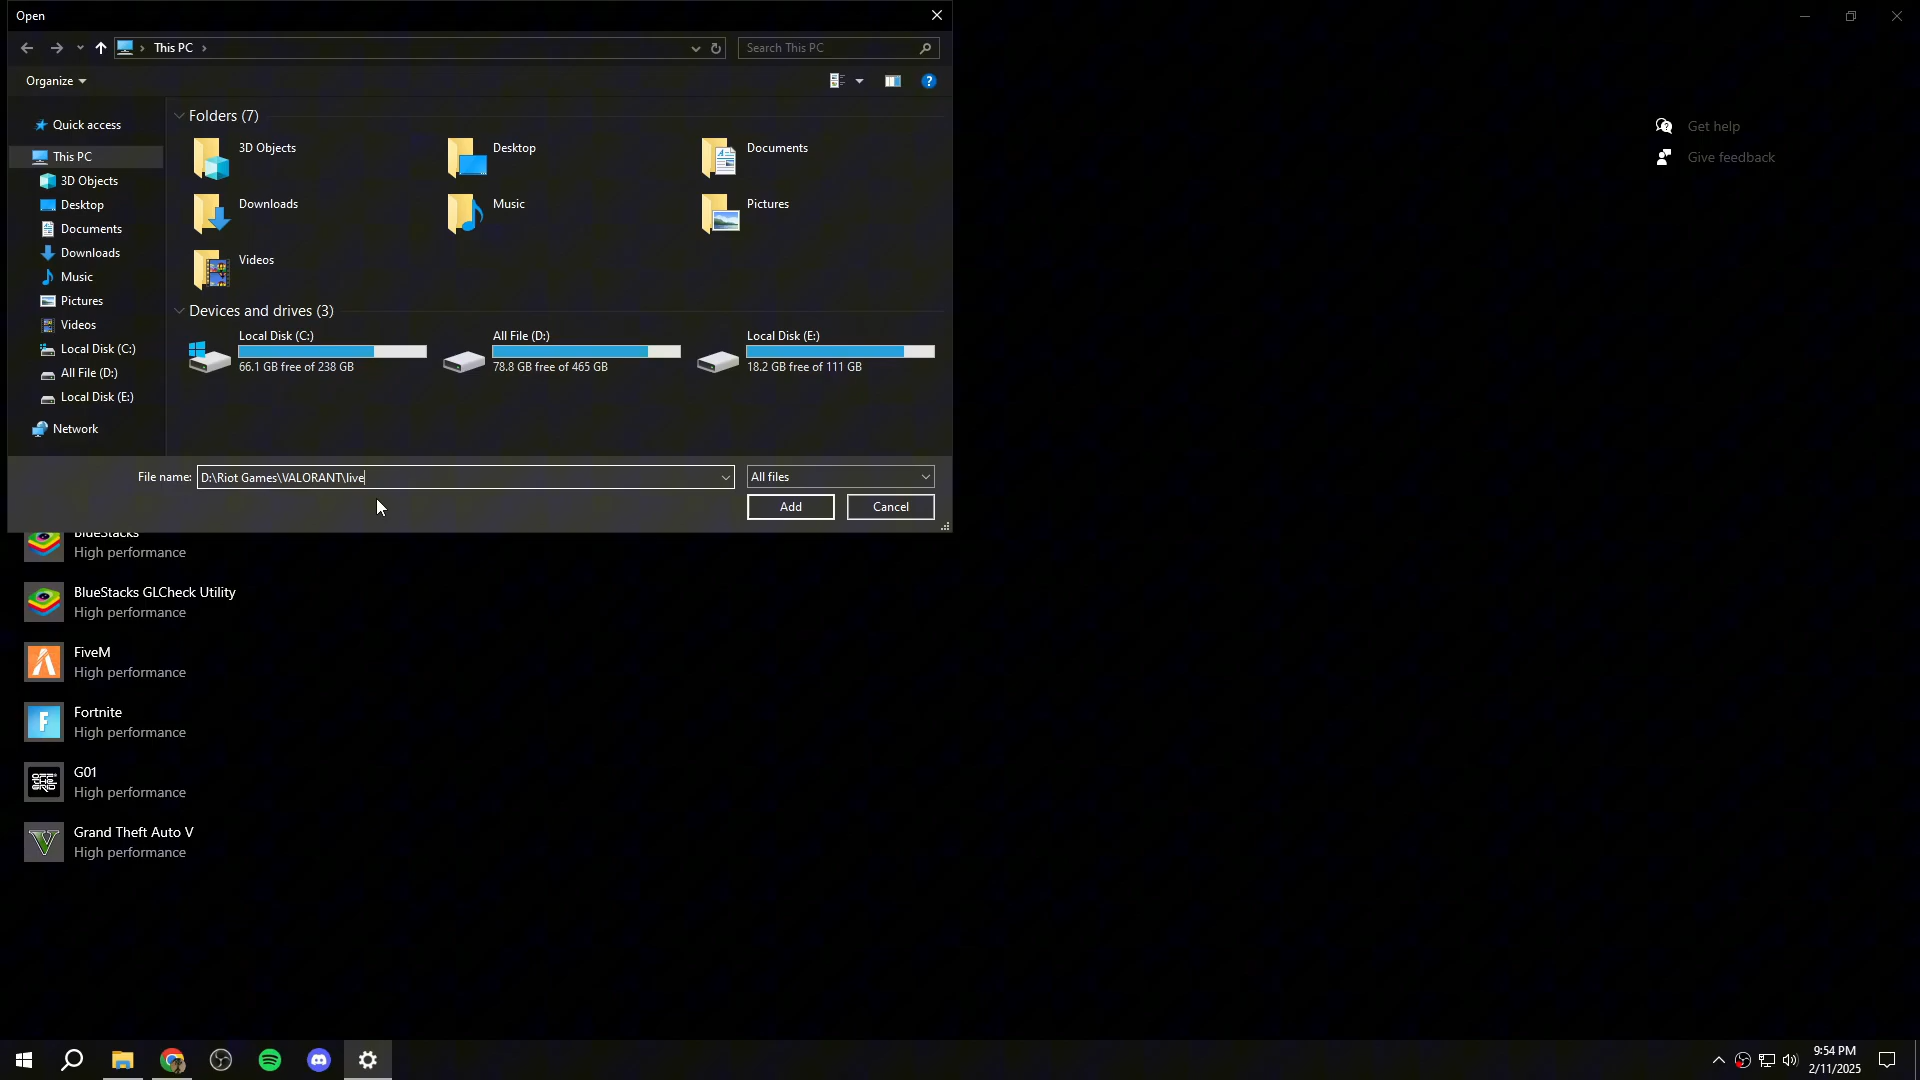 Open
This PC
Search This PC
Organize
Get help
Give feedback
Quick access
This PC
3D Objects
Desktop
Documents
Downloads
Music
Pictures
Videos
Local Disk (C:)
All File (D:)
Local Disk (E:)
Network
Folders (7)
3D Objects
Desktop
Documents
Downloads
Music
Pictures
Videos
Devices and drives (3)
Local Disk (C:)
66.1 GB free of 238 GB
All File (D:)
78.8 GB free of 465 GB
Local Disk (E:)
18.2 GB free of 111 GB
File name:
D:\Riot Games\VALORANT\live
All files
Add
Cancel
BlueStacks
High performance
BlueStacks GLCheck Utility
High performance
FiveM
High performance
Fortnite
High performance
G01
High performance
Grand Theft Auto V
High performance
9:54 PM
2/11/2025